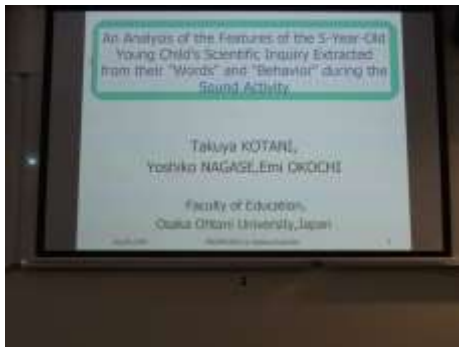 An Analysis of the Features of the 5-Year-Old
Young Child's Scientific Inquiry Extracted
from their "Words" and "Behavior" during the
Sound Activity
Takuya KOTANI,
Yoshiko NAGASE,Emi OKOCHI
Faculty of Education,
Osaka Ohtani University,Japan